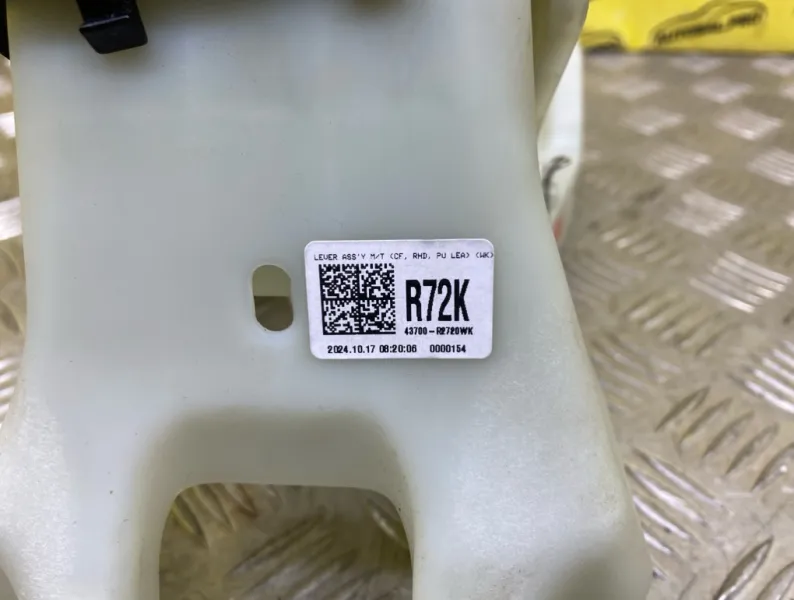 LEVER ASS'Y M/T (CF, RHD, PU LEA) (WK)
R72K
43700-R2720WK
2024.10.17 08:20:06 0000154